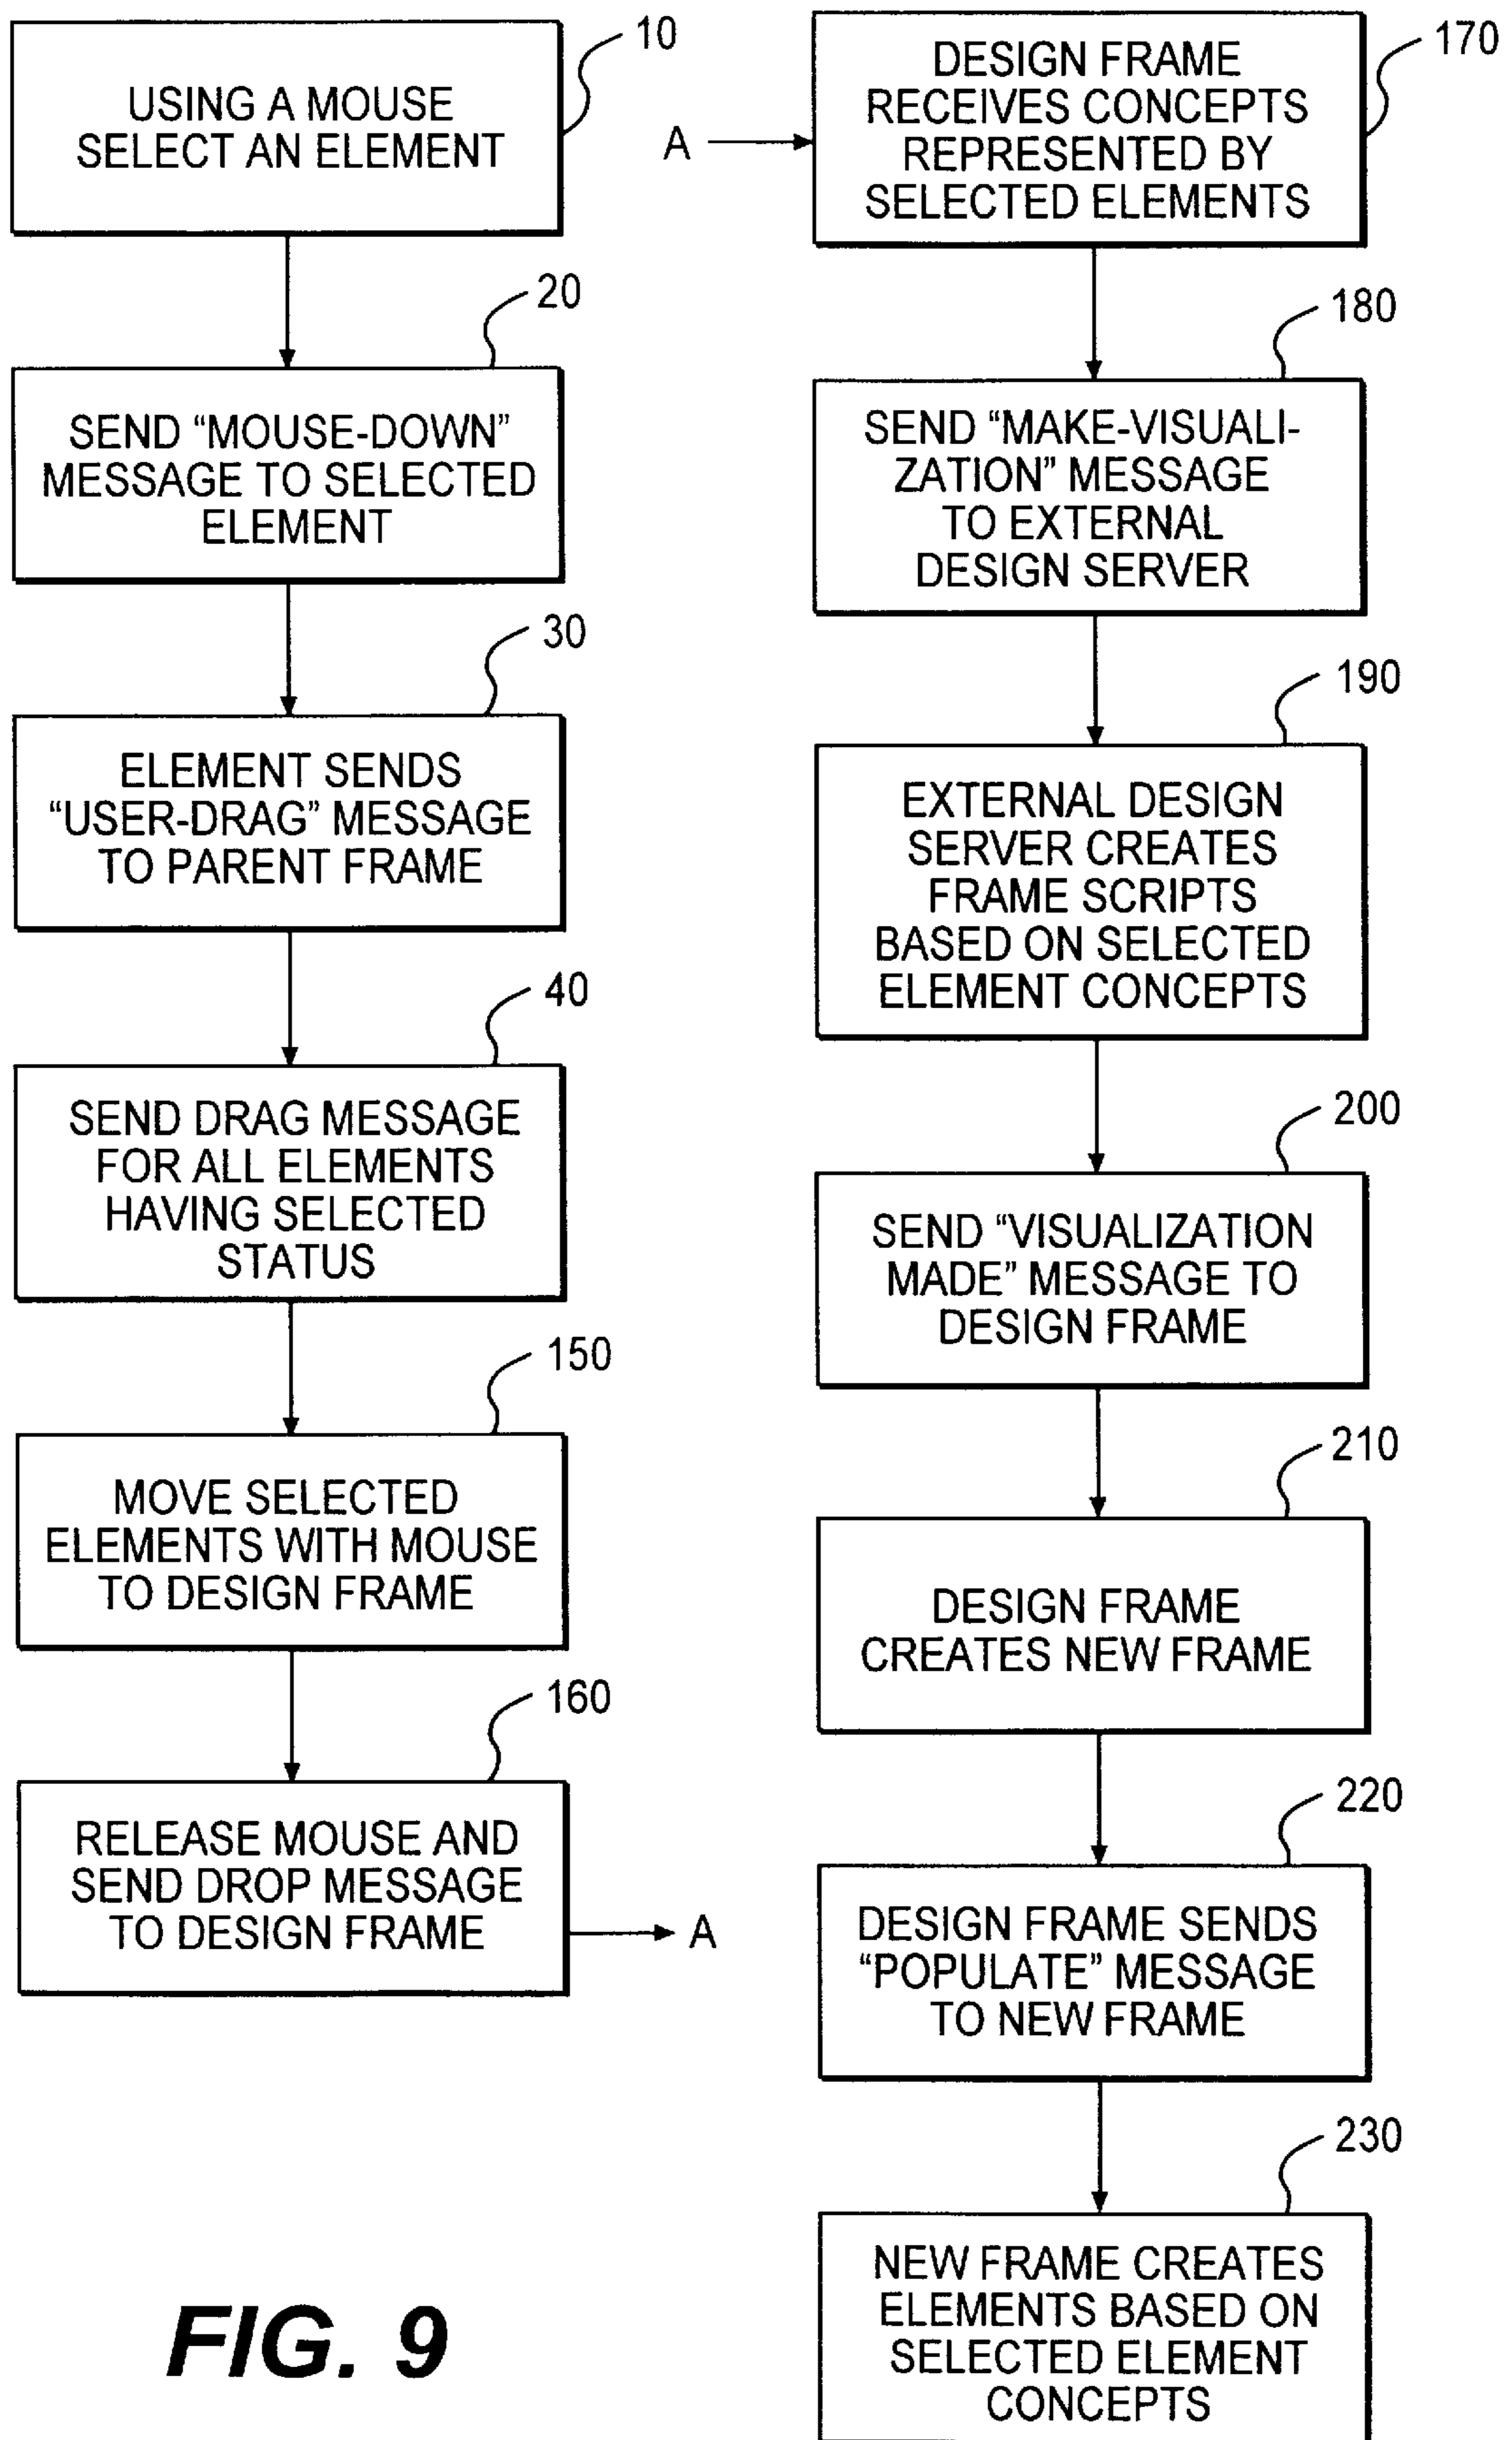 10
USING A MOUSE
SELECT AN ELEMENT
20
SEND “MOUSE-DOWN”
MESSAGE TO SELECTED
ELEMENT
30
ELEMENT SENDS
“USER-DRAG” MESSAGE
TO PARENT FRAME
40
SEND DRAG MESSAGE
FOR ALL ELEMENTS
HAVING SELECTED
STATUS
150
MOVE SELECTED
ELEMENTS WITH MOUSE
TO DESIGN FRAME
160
RELEASE MOUSE AND
SEND DROP MESSAGE
TO DESIGN FRAME
A
A
170
DESIGN FRAME
RECEIVES CONCEPTS
REPRESENTED BY
SELECTED ELEMENTS
180
SEND “MAKE-VISUALI-
ZATION” MESSAGE
TO EXTERNAL
DESIGN SERVER
190
EXTERNAL DESIGN
SERVER CREATES
FRAME SCRIPTS
BASED ON SELECTED
ELEMENT CONCEPTS
200
SEND “VISUALIZATION
MADE” MESSAGE TO
DESIGN FRAME
210
DESIGN FRAME
CREATES NEW FRAME
220
DESIGN FRAME SENDS
“POPULATE” MESSAGE
TO NEW FRAME
230
NEW FRAME CREATES
ELEMENTS BASED ON
SELECTED ELEMENT
CONCEPTS
FIG. 9